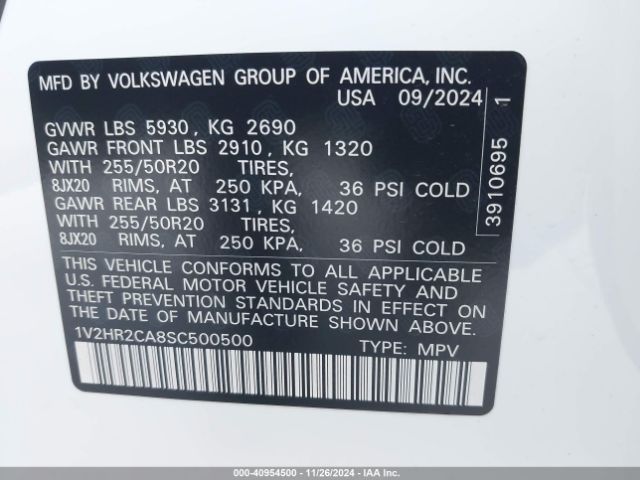 MFD BY VOLKSWAGEN GROUP OF AMERICA, INC.
USA 09/2024
GVWR LBS 5930, KG 2690
GAWR FRONT LBS 2910, KG 1320
WITH 255/50R20 TIRES,
8JX20 RIMS, AT 250 KPA, 36 PSI COLD
GAWR REAR LBS 3131, KG 1420
WITH 255/50R20 TIRES,
8JX20 RIMS, AT 250 KPA, 36 PSI COLD
THIS VEHICLE CONFORMS TO ALL APPLICABLE
U.S. FEDERAL MOTOR VEHICLE SAFETY AND
THEFT PREVENTION STANDARDS IN EFFECT ON
THE DATE OF MANUFACTURE SHOWN ABOVE.
1V2HR2CA8SC500500 TYPE: MPV
3910695 1
000-40954500 - 11/26/2024 - IAAI.com